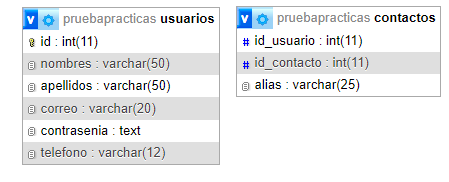 pruebapracticas usuarios
id : int(11)
nombres : varchar(50)
apellidos : varchar(50)
correo : varchar(20)
contrasenia : text
telefono : varchar(12)
pruebapracticas contactos
id_usuario : int(11)
id_contacto : int(11)
alias : varchar(25)